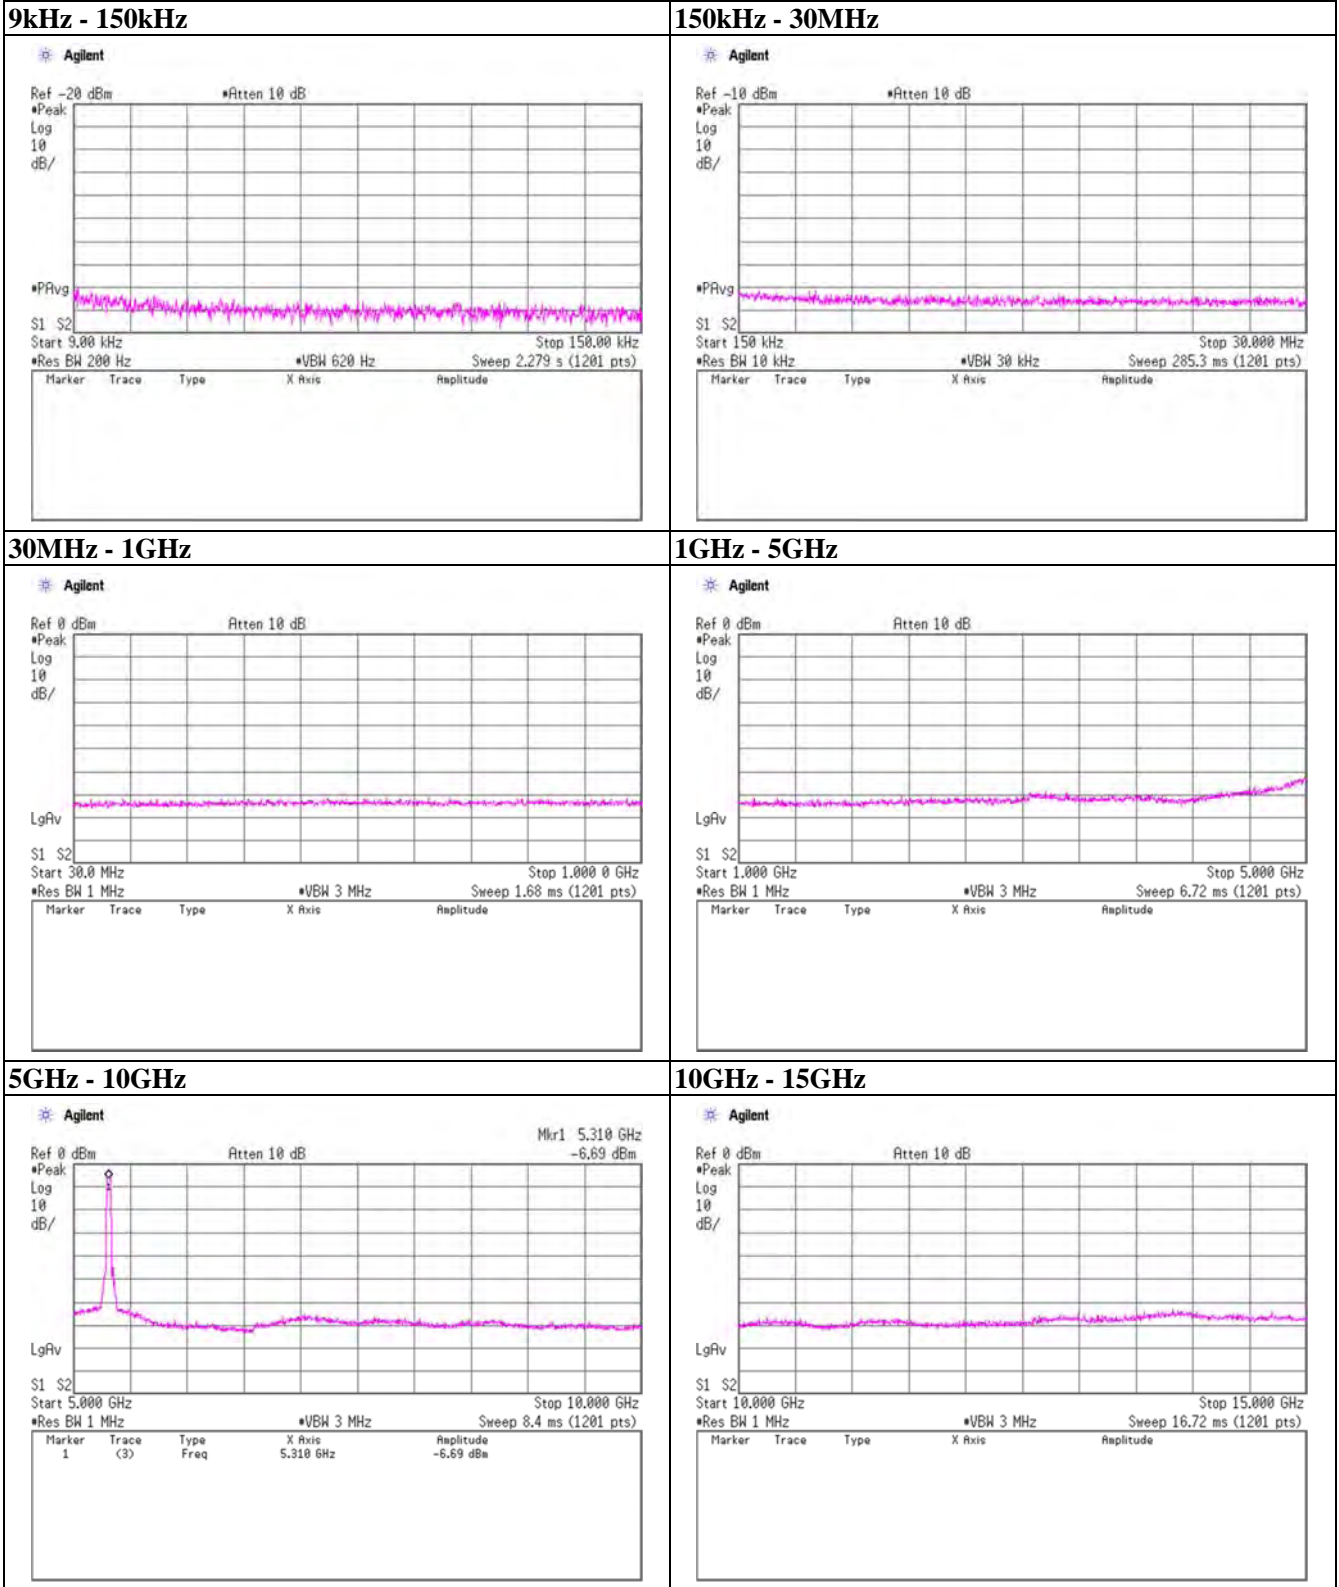 9kHz - 150kHz
Agilent
Ref -20 dBm *Atten 10 dB
*Peak
Log
10
dB/
*PAvg
S1 S2
Start 9.00 kHz Stop 150.00 kHz
*Res BW 200 Hz *VBW 620 Hz Sweep 2.279 s (1201 pts)
Marker Trace Type X Axis Amplitude
150kHz - 30MHz
Agilent
Ref -10 dBm *Atten 10 dB
*Peak
Log
10
dB/
*PAvg
S1 S2
Start 150 kHz Stop 30.000 MHz
*Res BW 10 kHz *VBW 30 kHz Sweep 285.3 ms (1201 pts)
Marker Trace Type X Axis Amplitude
30MHz - 1GHz
Agilent
Ref 0 dBm Atten 10 dB
*Peak
Log
10
dB/
LgAv
S1 S2
Start 30.0 MHz Stop 1.000 0 GHz
*Res BW 1 MHz *VBW 3 MHz Sweep 1.68 ms (1201 pts)
Marker Trace Type X Axis Amplitude
1GHz - 5GHz
Agilent
Ref 0 dBm Atten 10 dB
*Peak
Log
10
dB/
LgAv
S1 S2
Start 1.000 GHz Stop 5.000 GHz
*Res BW 1 MHz *VBW 3 MHz Sweep 6.72 ms (1201 pts)
Marker Trace Type X Axis Amplitude
5GHz - 10GHz
Agilent
Mkr1 5.310 GHz
Ref 0 dBm Atten 10 dB -6.69 dBm
*Peak
Log
10
dB/
1
LgAv
S1 S2
Start 5.000 GHz Stop 10.000 GHz
*Res BW 1 MHz *VBW 3 MHz Sweep 8.4 ms (1201 pts)
Marker Trace Type X Axis Amplitude
1 (3) Freq 5.310 GHz -6.69 dBm
10GHz - 15GHz
Agilent
Ref 0 dBm Atten 10 dB
*Peak
Log
10
dB/
LgAv
S1 S2
Start 10.000 GHz Stop 15.000 GHz
*Res BW 1 MHz *VBW 3 MHz Sweep 16.72 ms (1201 pts)
Marker Trace Type X Axis Amplitude